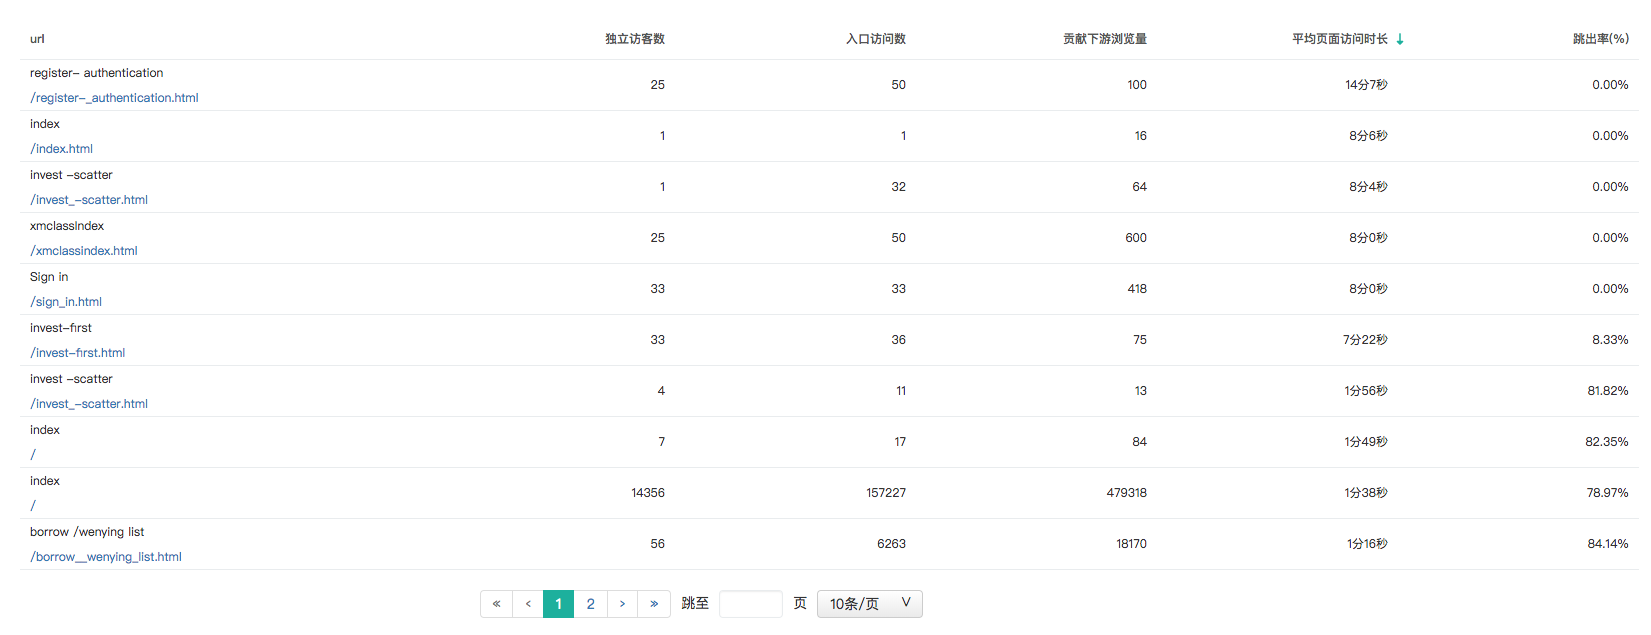 url 独立访客数 入口访问数 贡献下游浏览量 平均页面访问时长 ↓ 跳出率(%)
register- authentication
/register-_authentication.html 25 50 100 14分7秒 0.00%
index
/index.html 1 1 16 8分6秒 0.00%
invest -scatter
/invest_-scatter.html 1 32 64 8分4秒 0.00%
xmclassIndex
/xmclassindex.html 25 50 600 8分0秒 0.00%
Sign in
/sign_in.html 33 33 418 8分0秒 0.00%
invest-first
/invest-first.html 33 36 75 7分22秒 8.33%
invest -scatter
/invest_-scatter.html 4 11 13 1分56秒 81.82%
index
/ 7 17 84 1分49秒 82.35%
index
/ 14356 157227 479318 1分38秒 78.97%
borrow /wenying list
/borrow__wenying_list.html 56 6263 18170 1分16秒 84.14%
« ‹ 1 2 › » 跳至 页 10条/页 V